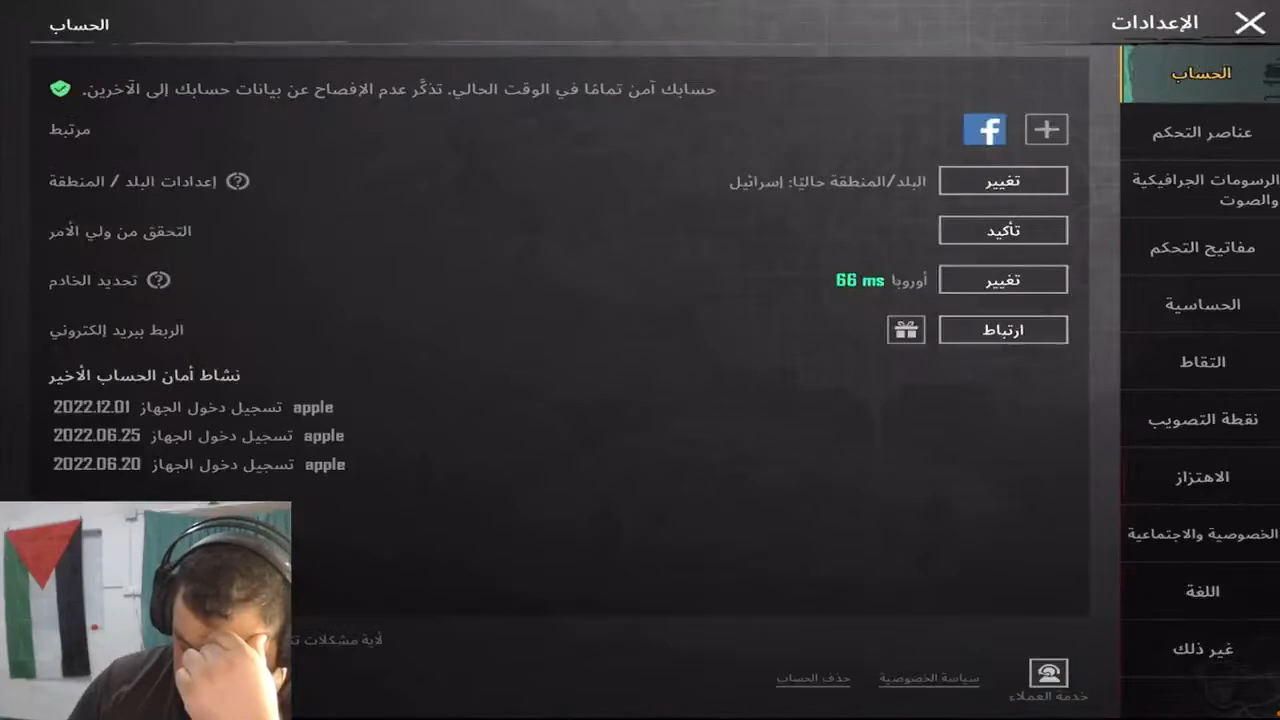 الإعدادات
الحساب
الحساب
عناصر التحكم
الرسومات الجرافيكية
والصوت
مفاتيح التحكم
الحساسية
التقاط
نقطة التصويب
الاهتزاز
الخصوصية والاجتماعية
اللغة
غير ذلك
حسابك آمن تمامًا في الوقت الحالي. تذكَّر عدم الإفصاح عن بيانات حسابك إلى الآخرين.
مرتبط
إعدادات البلد / المنطقة
البلد/المنطقة حاليًا: إسرائيل
تغيير
التحقق من ولي الأمر
تأكيد
تحديد الخادم
أوروبا 66 ms
تغيير
الربط ببريد إلكتروني
ارتباط
نشاط أمان الحساب الأخير
2022.12.01 تسجيل دخول الجهاز apple
2022.06.25 تسجيل دخول الجهاز apple
2022.06.20 تسجيل دخول الجهاز apple
لأية مشكلات
حذف الحساب
سياسة الخصوصية
خدمة العملاء